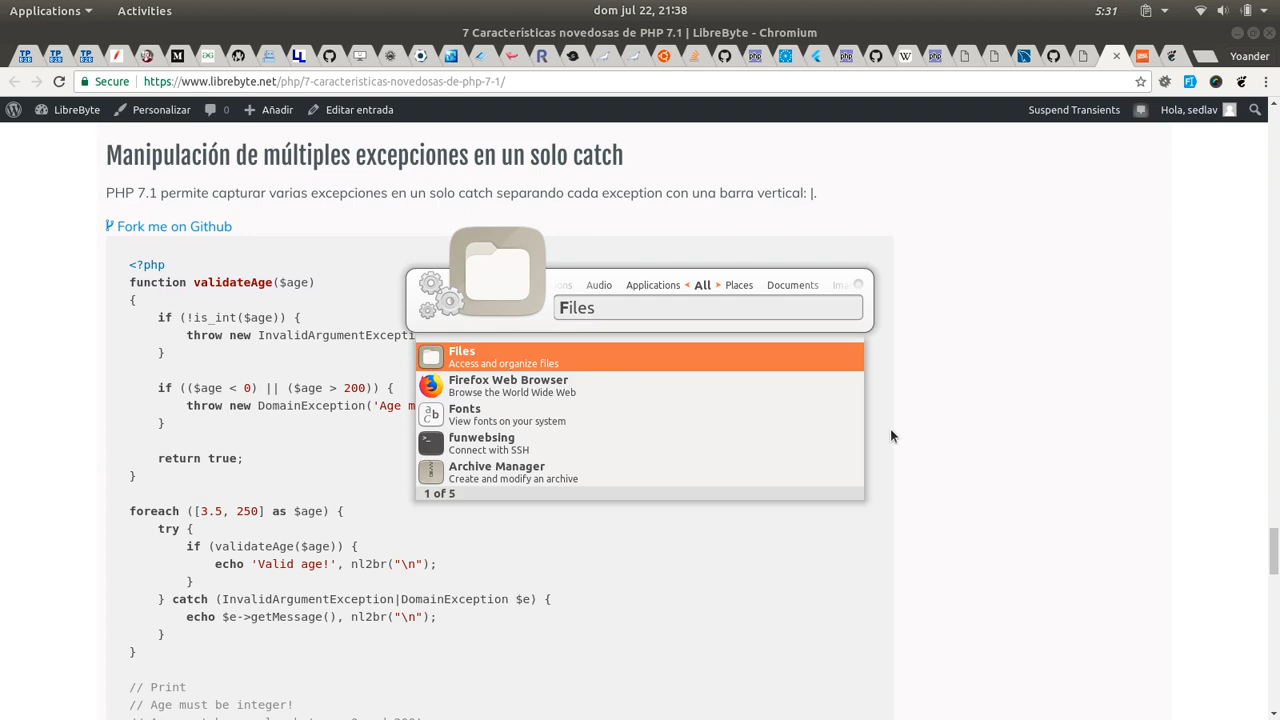 Applications
Activities
dom jul 22, 21:38
5:31
7 Características novedosas de PHP 7.1 | LibreByte - Chromium
Yoander
Secure
https://www.librebyte.net/php/7-caracteristicas-novedosas-de-php-7-1/
LibreByte
Personalizar
0
Añadir
Editar entrada
Suspend Transients
Hola, sedlav
Manipulación de múltiples excepciones en un solo catch
PHP 7.1 permite capturar varias excepciones en un solo catch separando cada exception con una barra vertical: |.
Fork me on Github
<?php
function validateAge($age)
{
if (!is_int($age)) {
throw new InvalidArgumentExcepti
}
if (($age < 0) || ($age > 200)) {
throw new DomainException('Age m
}
return true;
}
foreach ([3.5, 250] as $age) {
try {
if (validateAge($age)) {
echo 'Valid age!', nl2br("\n");
}
} catch (InvalidArgumentException|DomainException $e) {
echo $e->getMessage(), nl2br("\n");
}
}
// Print
// Age must be integer!
ons
Audio
Applications
All
Places
Documents
Ima
Files
Files
Access and organize files
Firefox Web Browser
Browse the World Wide Web
Fonts
View fonts on your system
funwebsing
Connect with SSH
Archive Manager
Create and modify an archive
1 of 5